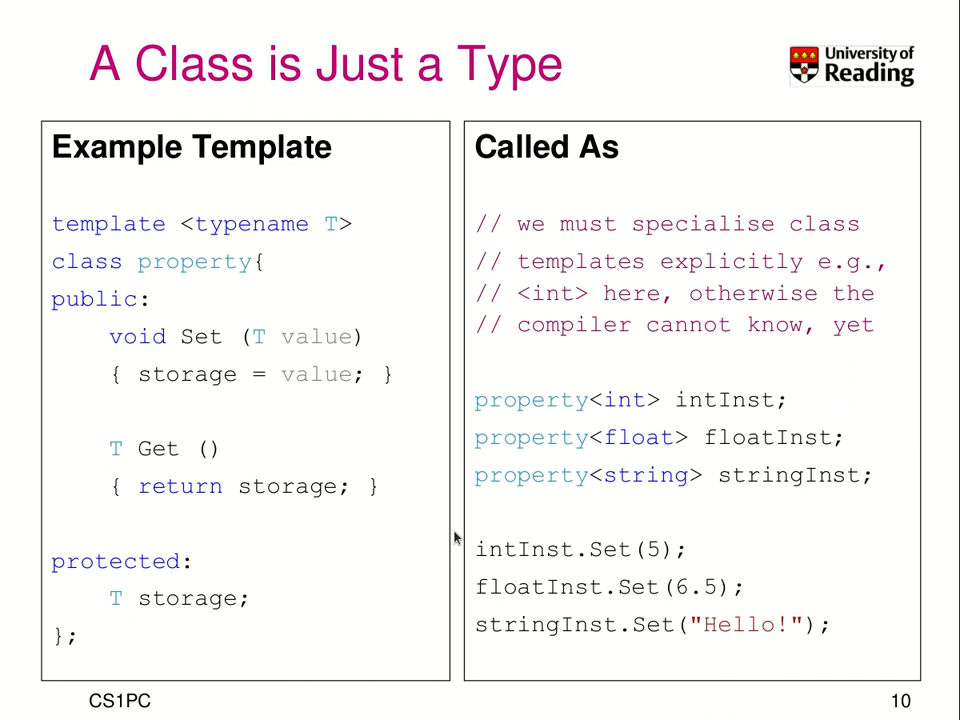 A Class is Just a Type
University of
Reading
Example Template
template <typename T>
class property{
public:
    void Set (T value)
    { storage = value; }
    T Get ()
    { return storage; }
protected:
    T storage;
};
Called As
// we must specialise class
// templates explicitly e.g.,
// <int> here, otherwise the
// compiler cannot know, yet
property<int> intInst;
property<float> floatInst;
property<string> stringInst;
intInst.Set(5);
floatInst.Set(6.5);
stringInst.Set("Hello!");
CS1PC
10